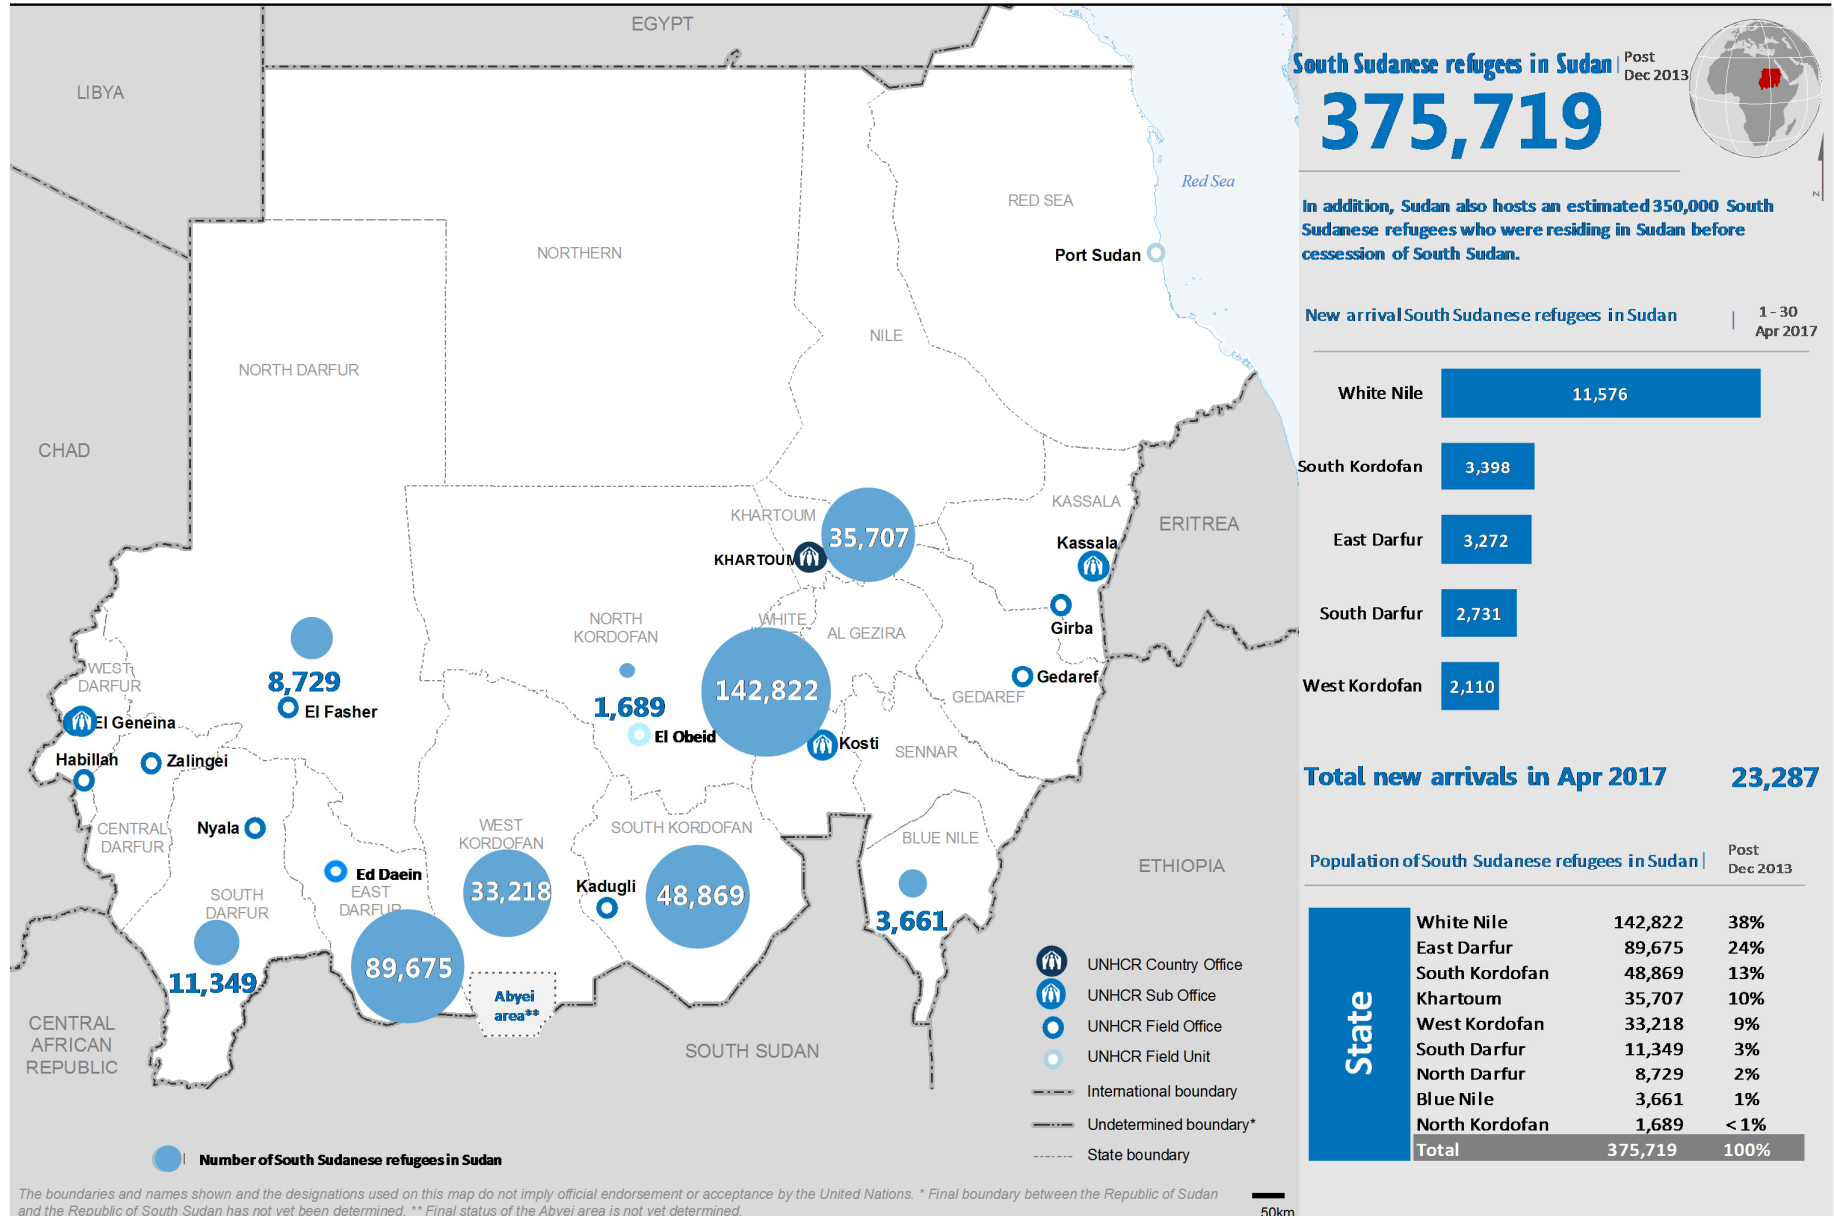 EGYPT
LIBYA
Red Sea
RED SEA
Port Sudan
NORTHERN
NILE
NORTH DARFUR
CHAD
KHARTOUM
35,707
KHARTOUM
KASSALA
Kassala
ERITREA
Girba
NORTH
KORDOFAN
WHITE
AL GEZIRA
142,822
1,689
El Obeid
Kosti
Gedaref
GEDAREF
SENNAR
8,729
El Fasher
WEST
DARFUR
El Geneina
Habillah
Zalingei
CENTRAL
DARFUR
Nyala
SOUTH
DARFUR
11,349
Ed Daein
EAST
DARFUR
89,675
WEST
KORDOFAN
33,218
SOUTH KORDOFAN
Kadugli
48,869
BLUE NILE
3,661
ETHIOPIA
Abyei
area**
CENTRAL
AFRICAN
REPUBLIC
SOUTH SUDAN
UNHCR Country Office
UNHCR Sub Office
UNHCR Field Office
UNHCR Field Unit
International boundary
Undetermined boundary*
State boundary
Number of South Sudanese refugees in Sudan
The boundaries and names shown and the designations used on this map do not imply official endorsement or acceptance by the United Nations. * Final boundary between the Republic of Sudan
and the Republic of South Sudan has not yet been determined. ** Final status of the Abyei area is not yet determined.
50km
South Sudanese refugees in Sudan | Post
Dec 2013
375,719
N
In addition, Sudan also hosts an estimated 350,000 South
Sudanese refugees who were residing in Sudan before
cessession of South Sudan.
New arrival South Sudanese refugees in Sudan | 1 - 30
Apr 2017
White Nile 11,576
South Kordofan 3,398
East Darfur 3,272
South Darfur 2,731
West Kordofan 2,110
Total new arrivals in Apr 2017 23,287
Population of South Sudanese refugees in Sudan | Post
Dec 2013
State
White Nile 142,822 38%
East Darfur 89,675 24%
South Kordofan 48,869 13%
Khartoum 35,707 10%
West Kordofan 33,218 9%
South Darfur 11,349 3%
North Darfur 8,729 2%
Blue Nile 3,661 1%
North Kordofan 1,689 < 1%
Total 375,719 100%